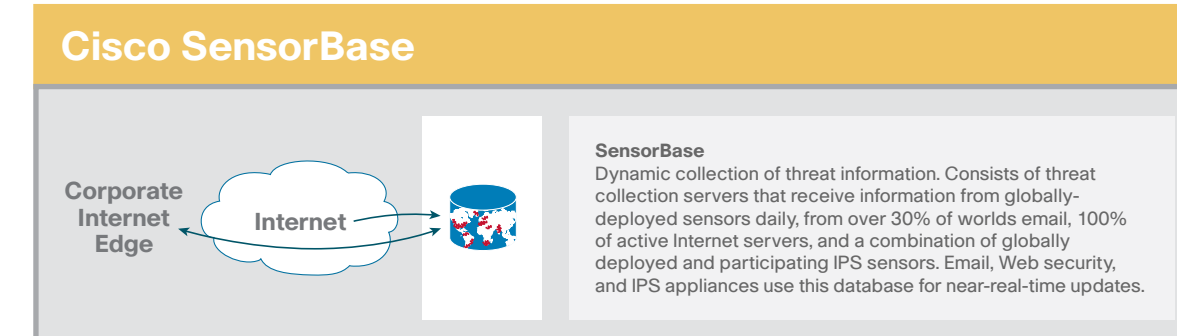 Cisco SensorBase
Corporate
Internet
Edge
Internet
SensorBase
Dynamic collection of threat information. Consists of threat
collection servers that receive information from globally-
deployed sensors daily, from over 30% of worlds email, 100%
of active Internet servers, and a combination of globally
deployed and participating IPS sensors. Email, Web security,
and IPS appliances use this database for near-real-time updates.